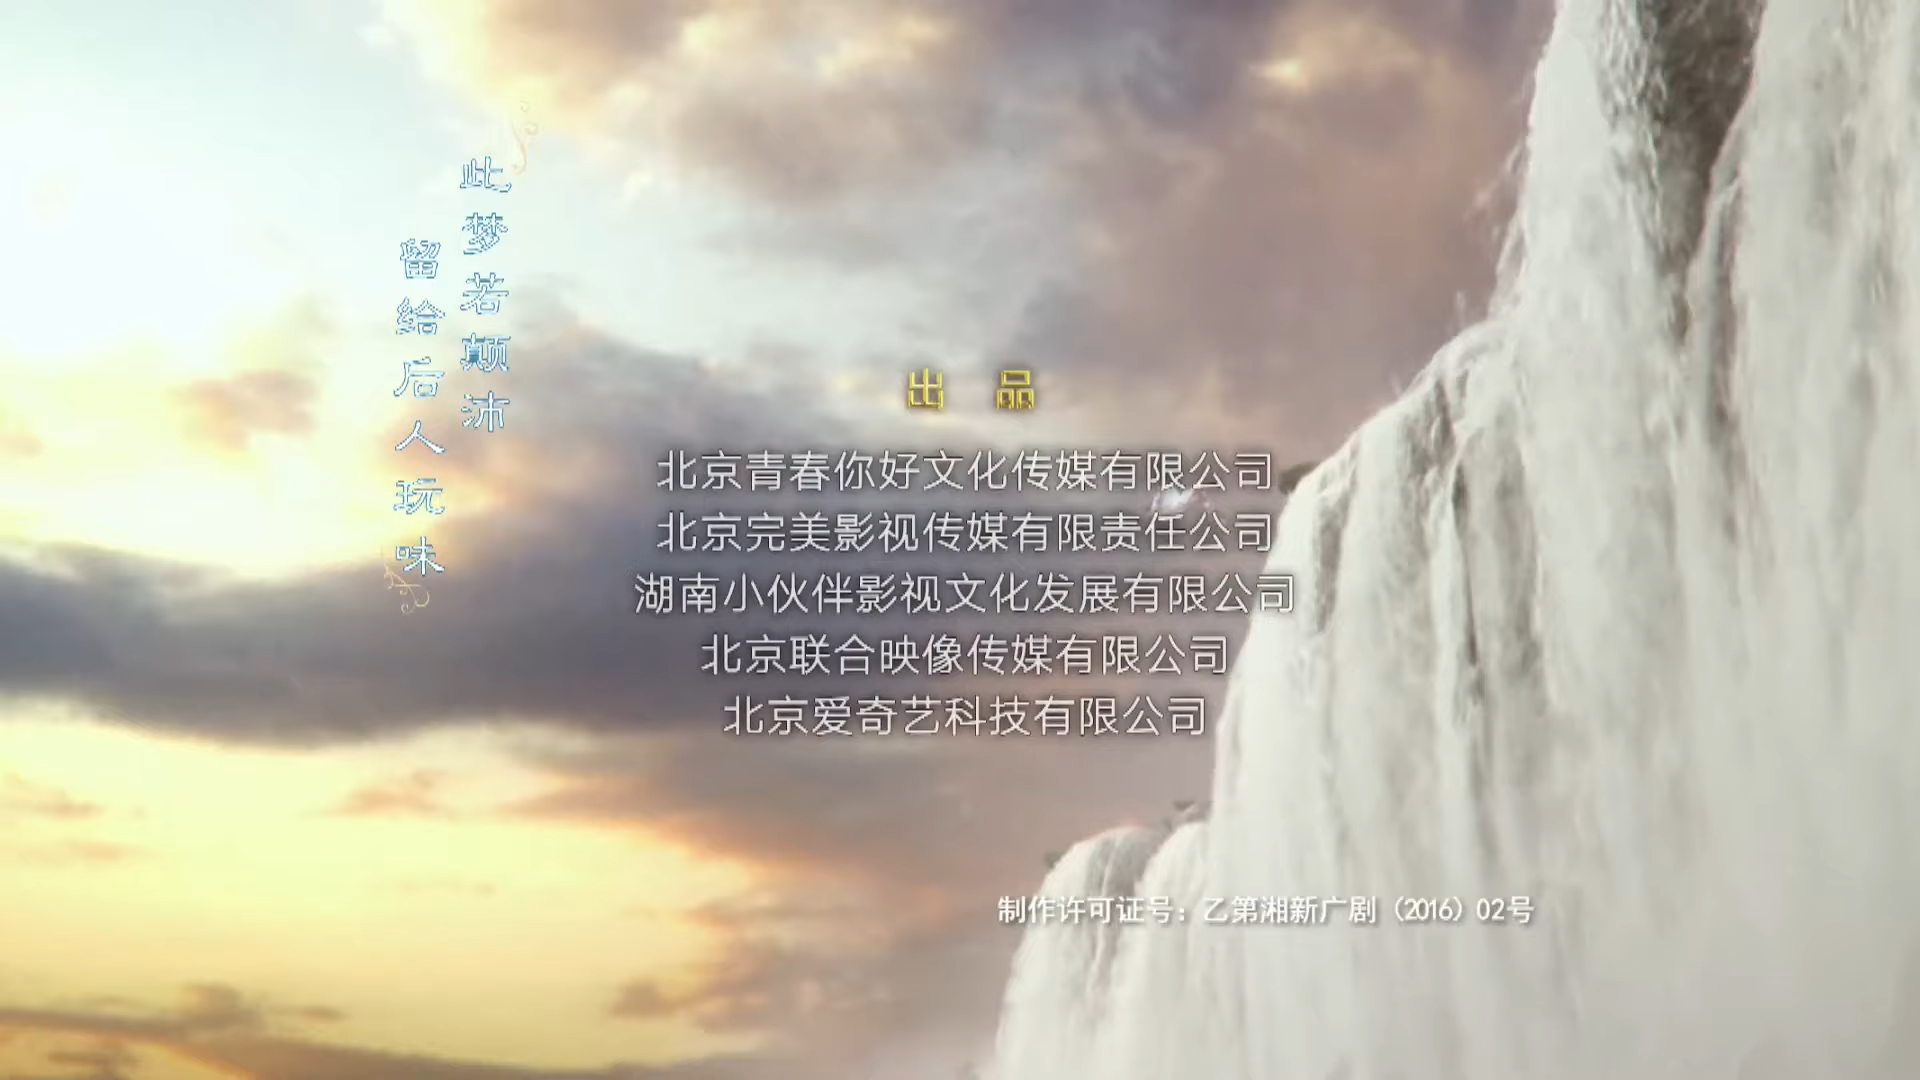 此梦若颠沛
留给后人玩味
出 品
北京青春你好文化传媒有限公司
北京完美影视传媒有限责任公司
湖南小伙伴影视文化发展有限公司
北京联合映像传媒有限公司
北京爱奇艺科技有限公司
制作许可证号：乙第湘新广剧（2016）02号